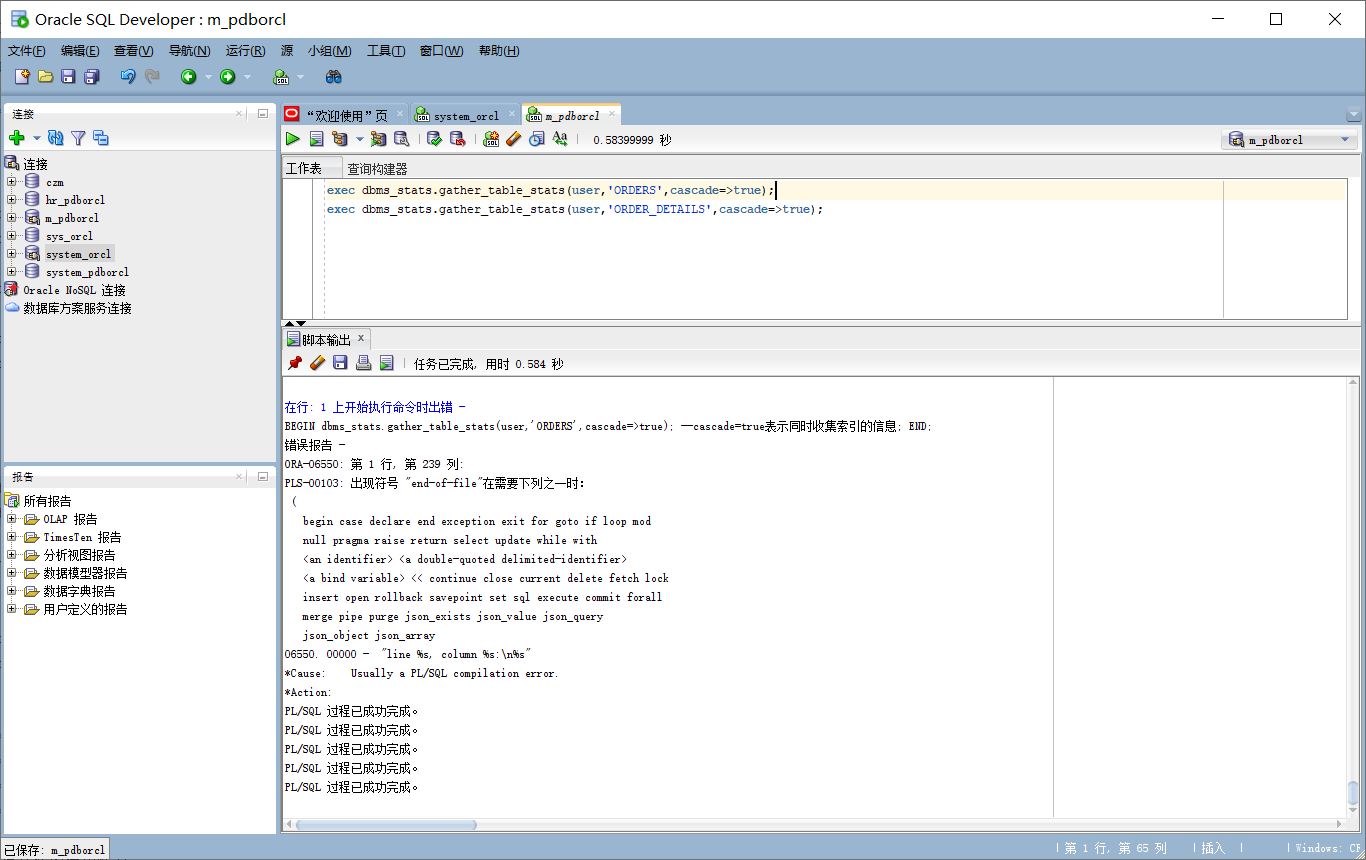 Oracle SQL Developer : m_pdborcl
文件(F) 编辑(E) 查看(V) 导航(N) 运行(R) 源 小组(M) 工具(T) 窗口(W) 帮助(H)
连接
连接
czm
hr_pdborcl
m_pdborcl
sys_orcl
system_orcl
system_pdborcl
Oracle NoSQL 连接
数据库方案服务连接
报告
所有报告
OLAP 报告
TimesTen 报告
分析视图报告
数据模型器报告
数据字典报告
用户定义的报告
“欢迎使用”页 system_orcl m_pdborcl
0.58399999 秒 m_pdborcl
工作表 查询构建器
exec dbms_stats.gather_table_stats(user,'ORDERS',cascade=>true);
exec dbms_stats.gather_table_stats(user,'ORDER_DETAILS',cascade=>true);
脚本输出
任务已完成, 用时 0.584 秒
在行: 1 上开始执行命令时出错 -
BEGIN dbms_stats.gather_table_stats(user,'ORDERS',cascade=>true); --cascade=true表示同时收集索引的信息; END;
错误报告 -
ORA-06550: 第 1 行, 第 239 列:
PLS-00103: 出现符号 "end-of-file"在需要下列之一时:
(
begin case declare end exception exit for goto if loop mod
null pragma raise return select update while with
<an identifier> <a double-quoted delimited-identifier>
<a bind variable> << continue close current delete fetch lock
insert open rollback savepoint set sql execute commit forall
merge pipe purge json_exists json_value json_query
json_object json_array
06550. 00000 - "line %s, column %s:\n%s"
*Cause: Usually a PL/SQL compilation error.
*Action:
PL/SQL 过程已成功完成。
PL/SQL 过程已成功完成。
PL/SQL 过程已成功完成。
PL/SQL 过程已成功完成。
PL/SQL 过程已成功完成。
已保存: m_pdborcl
第 1 行, 第 65 列 插入 Windows: CR